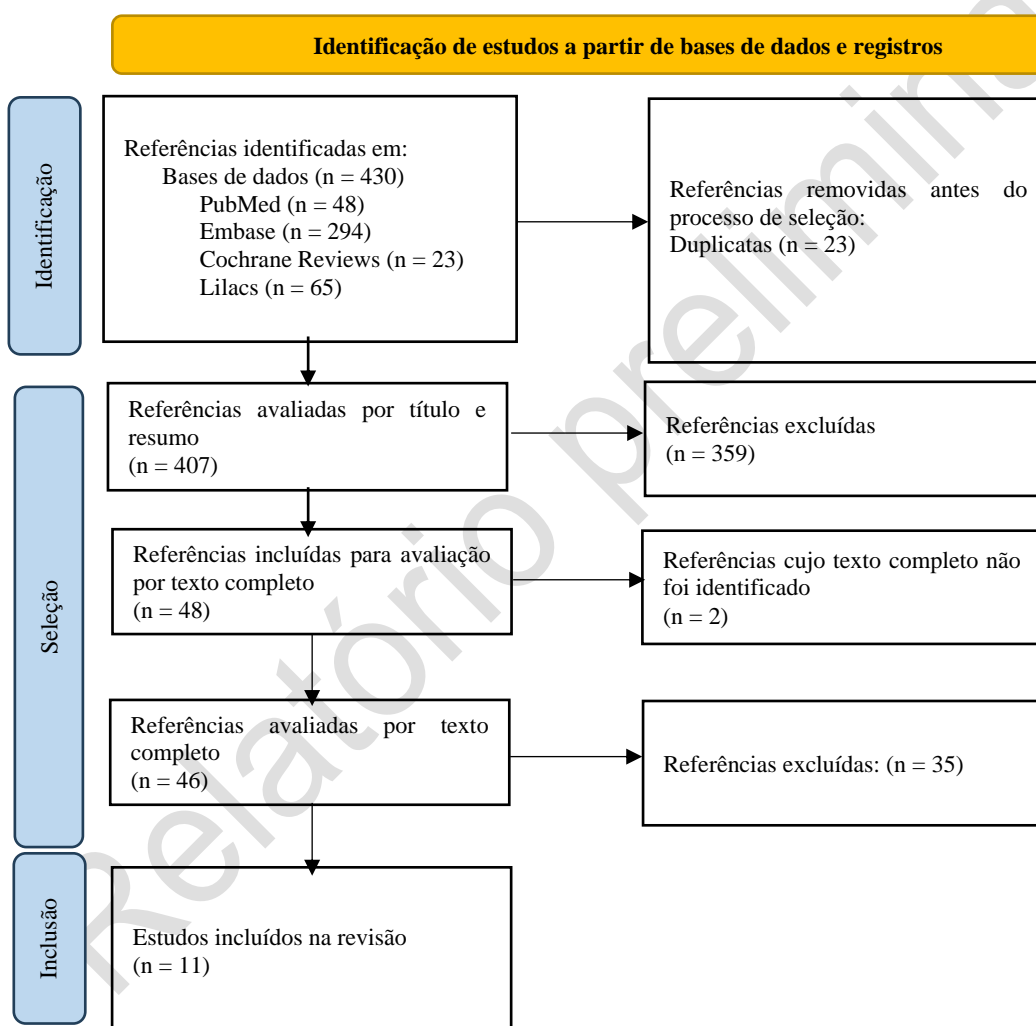 Identificação de estudos a partir de bases de dados e registros
Identificação
Referências identificadas em:
Bases de dados (n = 430)
PubMed (n = 48)
Embase (n = 294)
Cochrane Reviews (n = 23)
Lilacs (n = 65)
Referências removidas antes do
processo de seleção:
Duplicatas (n = 23)
Seleção
Referências avaliadas por título e
resumo
(n = 407)
Referências excluídas
(n = 359)
Referências incluídas para avaliação
por texto completo
(n = 48)
Referências cujo texto completo não
foi identificado
(n = 2)
Referências avaliadas por texto
completo
(n = 46)
Referências excluídas: (n = 35)
Inclusão
Estudos incluídos na revisão
(n = 11)
Relatório